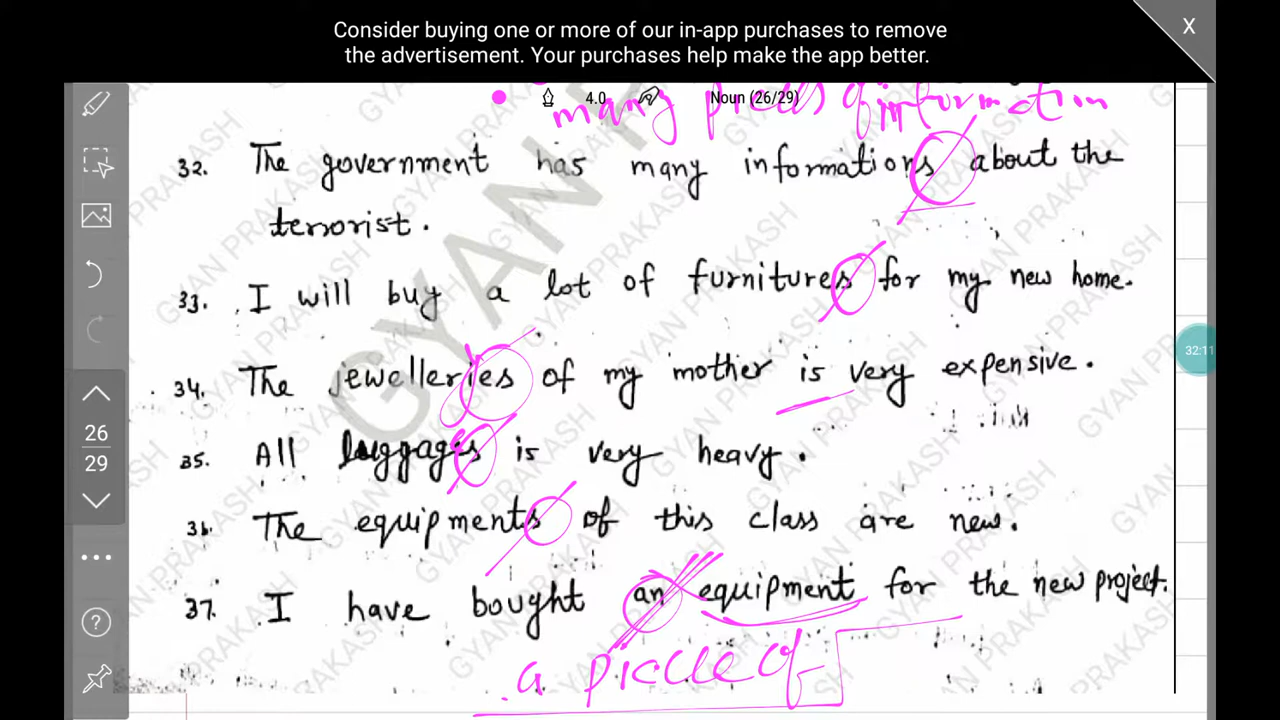 Consider buying one or more of our in-app purchases to remove
the advertisement. Your purchases help make the app better.
X
4.0
Noun (26/29)
many pieces of information
32. The government has many informations about the
terrorist.
33. I will buy a lot of furnitures for my new home.
y
34. The jewelleries of my mother is very expensive.
32:11
26
29
35. All luggages is very heavy.
36. The equipments of this class are new.
37. I have bought an equipment for the new project.
a piece of
GYAN PRAKASH